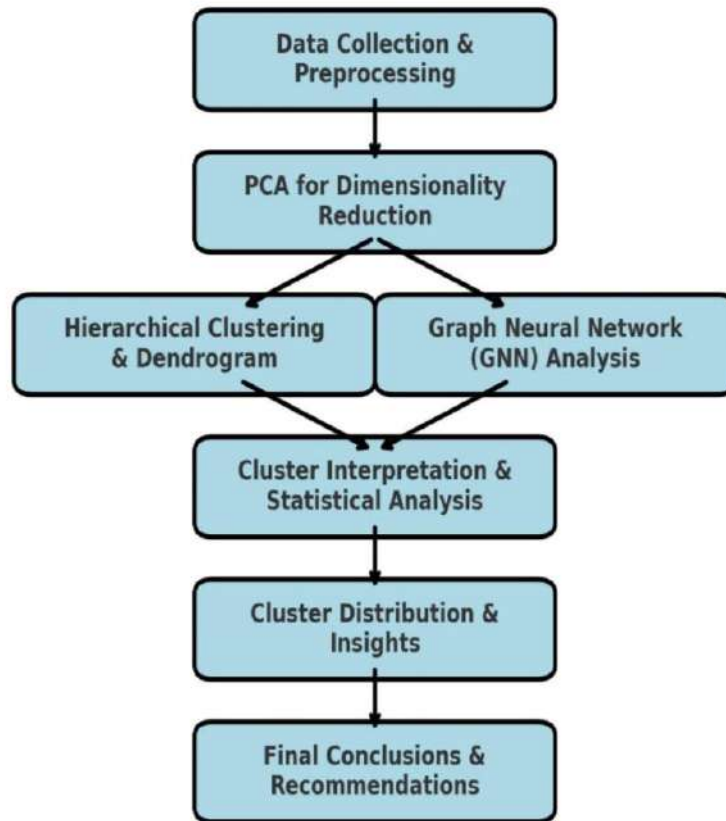 Data Collection &
Preprocessing
PCA for Dimensionality
Reduction
Hierarchical Clustering
& Dendrogram
Graph Neural Network
(GNN) Analysis
Cluster Interpretation &
Statistical Analysis
Cluster Distribution &
Insights
Final Conclusions &
Recommendations